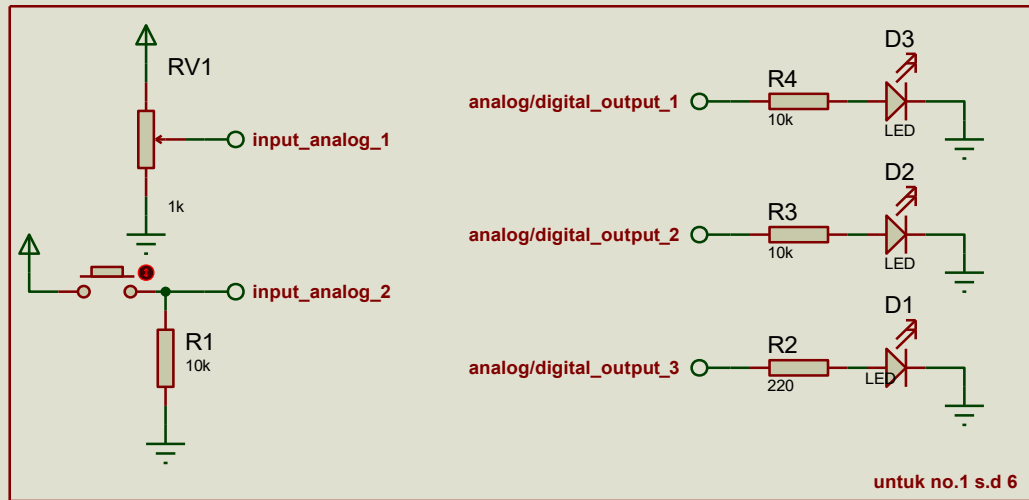 RV1
input_analog_1
1k
input_analog_2
R1
10k
D3
R4
analog/digital_output_1
10k
LED
D2
R3
analog/digital_output_2
10k
LED
D1
R2
analog/digital_output_3
220
LED
untuk no.1 s.d 6